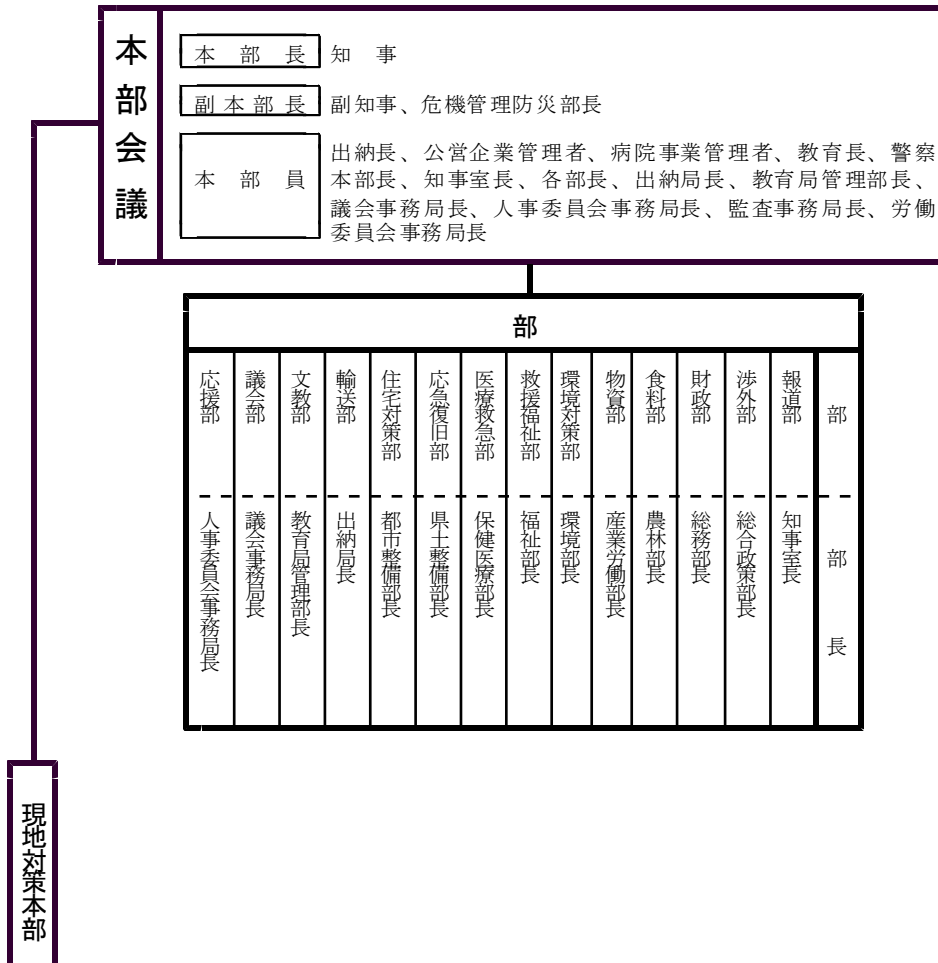 本部会議
本部長 知事
副本部長 副知事、危機管理防災部長
本部員
出納長、公営企業管理者、病院事業管理者、教育長、警察
本部長、知事室長、各部長、出納局長、教育局管理部長、
議会事務局長、人事委員会事務局長、監査事務局長、労働
委員会事務局長
部
部
部長
報道部
知事室長
渉外部
総合政策部長
財政部
総務部長
食料部
農林部長
物資部
産業労働部長
環境対策部
環境部長
救援福祉部
福祉部長
医療救急部
保健医療部長
応急復旧部
県土整備部長
住宅対策部
都市整備部長
輸送部
出納局長
文教部
教育局管理部長
議会部
議会事務局長
応援部
人事委員会事務局長
現地対策本部